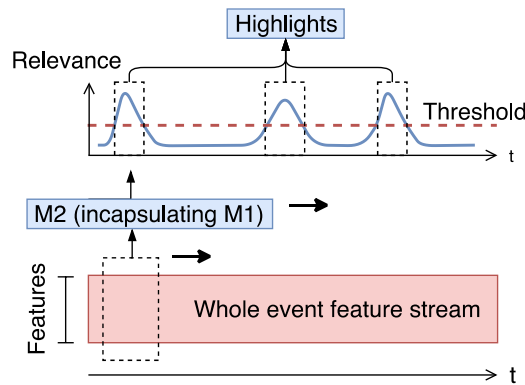 Highlights
Relevance
Threshold
t
M2 (incapsulating M1)
Features
Whole event feature stream
t